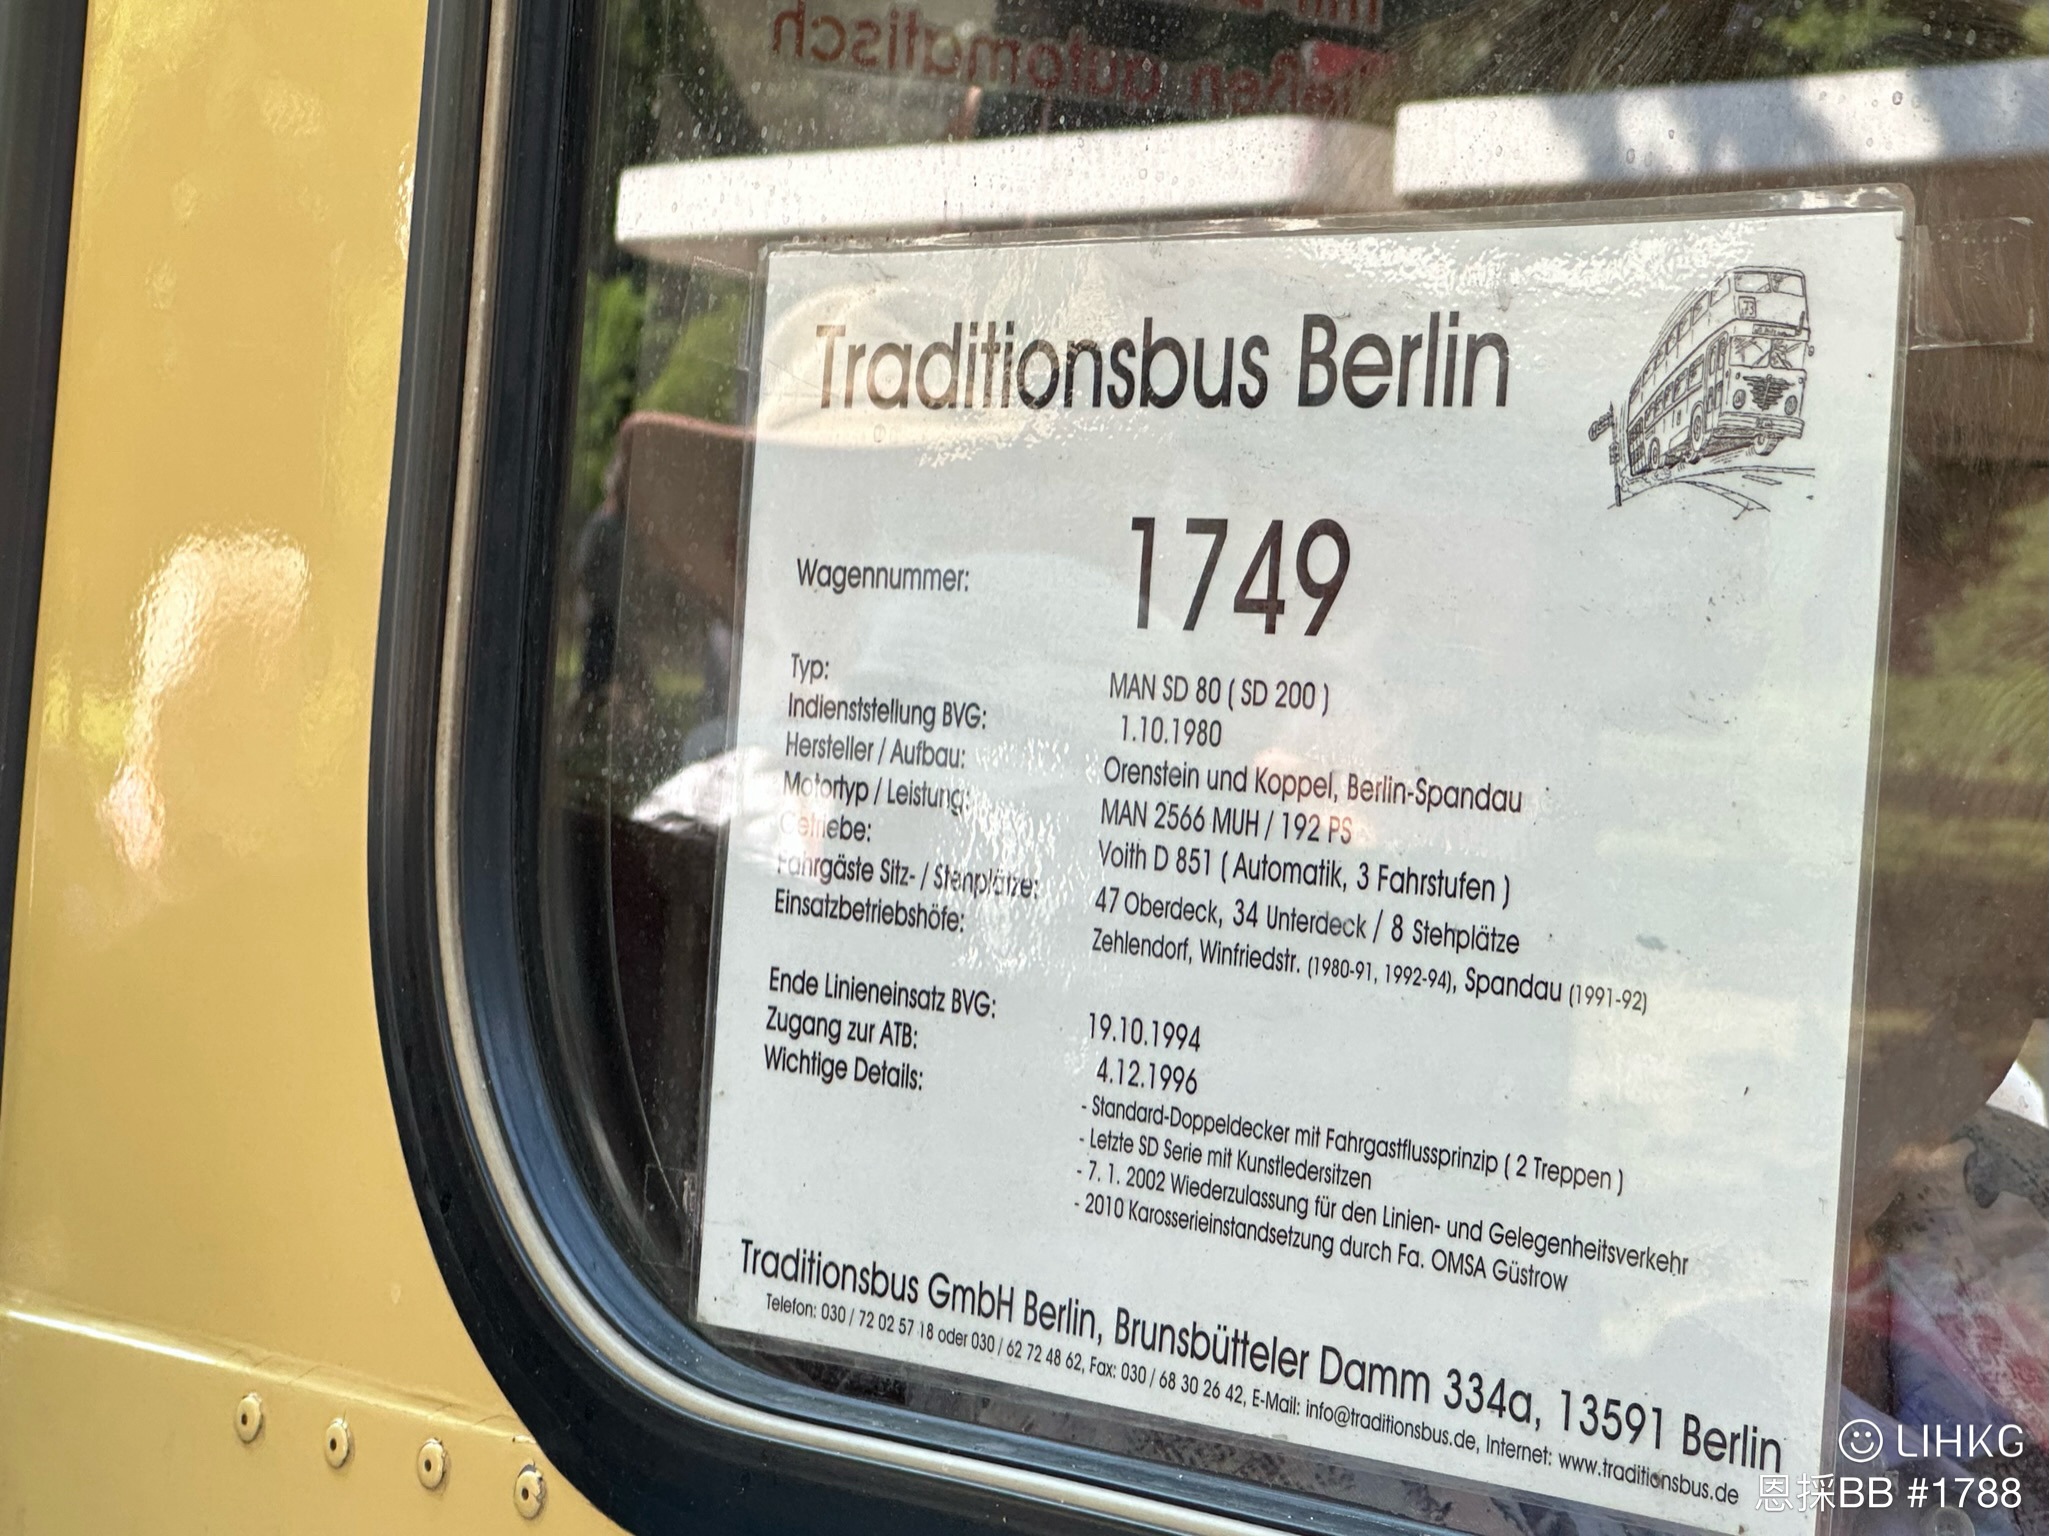 ießen automatisch
Traditionsbus Berlin
73
Wagennummer: 1749
Typ: MAN SD 80 ( SD 200 )
Indienststellung BVG: 1.10.1980
Hersteller / Aufbau: Orenstein und Koppel, Berlin-Spandau
Motortyp / Leistung: MAN 2566 MUH / 192 PS
Getriebe: Voith D 851 ( Automatik, 3 Fahrstufen )
Fahrgäste Sitz- / Stehplätze: 47 Oberdeck, 34 Unterdeck / 8 Stehplätze
Einsatzbetriebshöfe: Zehlendorf, Winfriedstr. (1980-91, 1992-94), Spandau (1991-92)
Ende Linieneinsatz BVG: 19.10.1994
Zugang zur ATB: 4.12.1996
Wichtige Details:
- Standard-Doppeldecker mit Fahrgastflussprinzip ( 2 Treppen )
- Letzte SD Serie mit Kunstledersitzen
- 7. 1. 2002 Wiederzulassung für den Linien- und Gelegenheitsverkehr
- 2010 Karosserieinstandsetzung durch Fa. OMSA Güstrow
Traditionsbus GmbH Berlin, Brunsbütteler Damm 334a, 13591 Berlin
Telefon: 030 / 72 02 57 18 oder 030 / 62 72 48 62, Fax: 030 / 68 30 26 42, E-Mail: info@traditionsbus.de, Internet: www.traditionsbus.de
LIHKG
恩採BB #1788